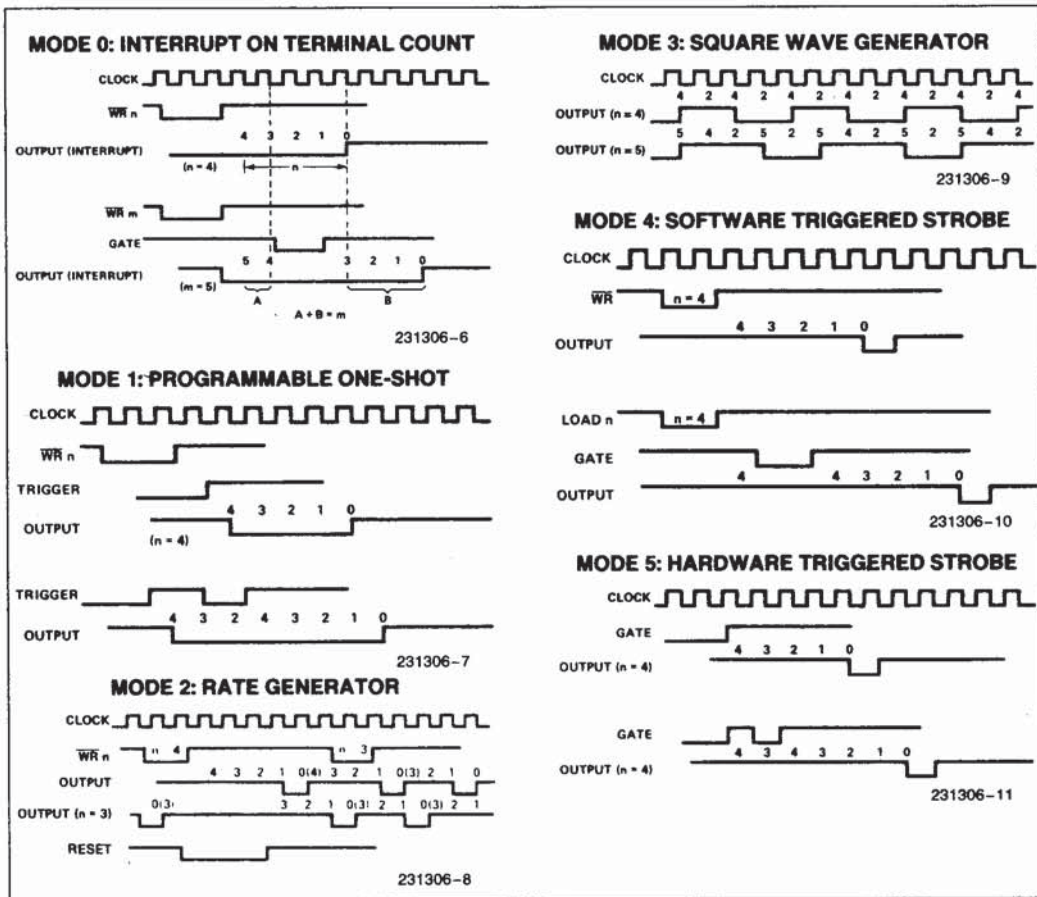 MODE 0: INTERRUPT ON TERMINAL COUNT
CLOCK
WR n
4 3 2 1 0
OUTPUT (INTERRUPT)
(n = 4)
n
WR m
GATE
5 4 3 2 1 0
OUTPUT (INTERRUPT)
(m = 5)
A B
A + B = m
231306-6
MODE 1: PROGRAMMABLE ONE-SHOT
CLOCK
WR n
TRIGGER
4 3 2 1 0
OUTPUT
(n = 4)
TRIGGER
4 3 2 4 3 2 1 0
OUTPUT
231306-7
MODE 2: RATE GENERATOR
CLOCK
WR n
n 4 n 3
4 3 2 1 0(4) 3 2 1 0(3) 2 1 0
OUTPUT
0(3) 3 2 1 0(3) 2 1 0(3) 2 1
OUTPUT (n = 3)
RESET
231306-8
MODE 3: SQUARE WAVE GENERATOR
CLOCK
4 2 4 2 4 2 4 2 4 2 4 2 4
OUTPUT (n = 4)
5 4 2 5 2 5 4 2 5 2 5 4 2
OUTPUT (n = 5)
231306-9
MODE 4: SOFTWARE TRIGGERED STROBE
CLOCK
WR n = 4
4 3 2 1 0
OUTPUT
LOAD n n = 4
GATE
4 4 3 2 1 0
OUTPUT
231306-10
MODE 5: HARDWARE TRIGGERED STROBE
CLOCK
GATE
4 3 2 1 0
OUTPUT (n = 4)
GATE
4 3 4 3 2 1 0
OUTPUT (n = 4)
231306-11